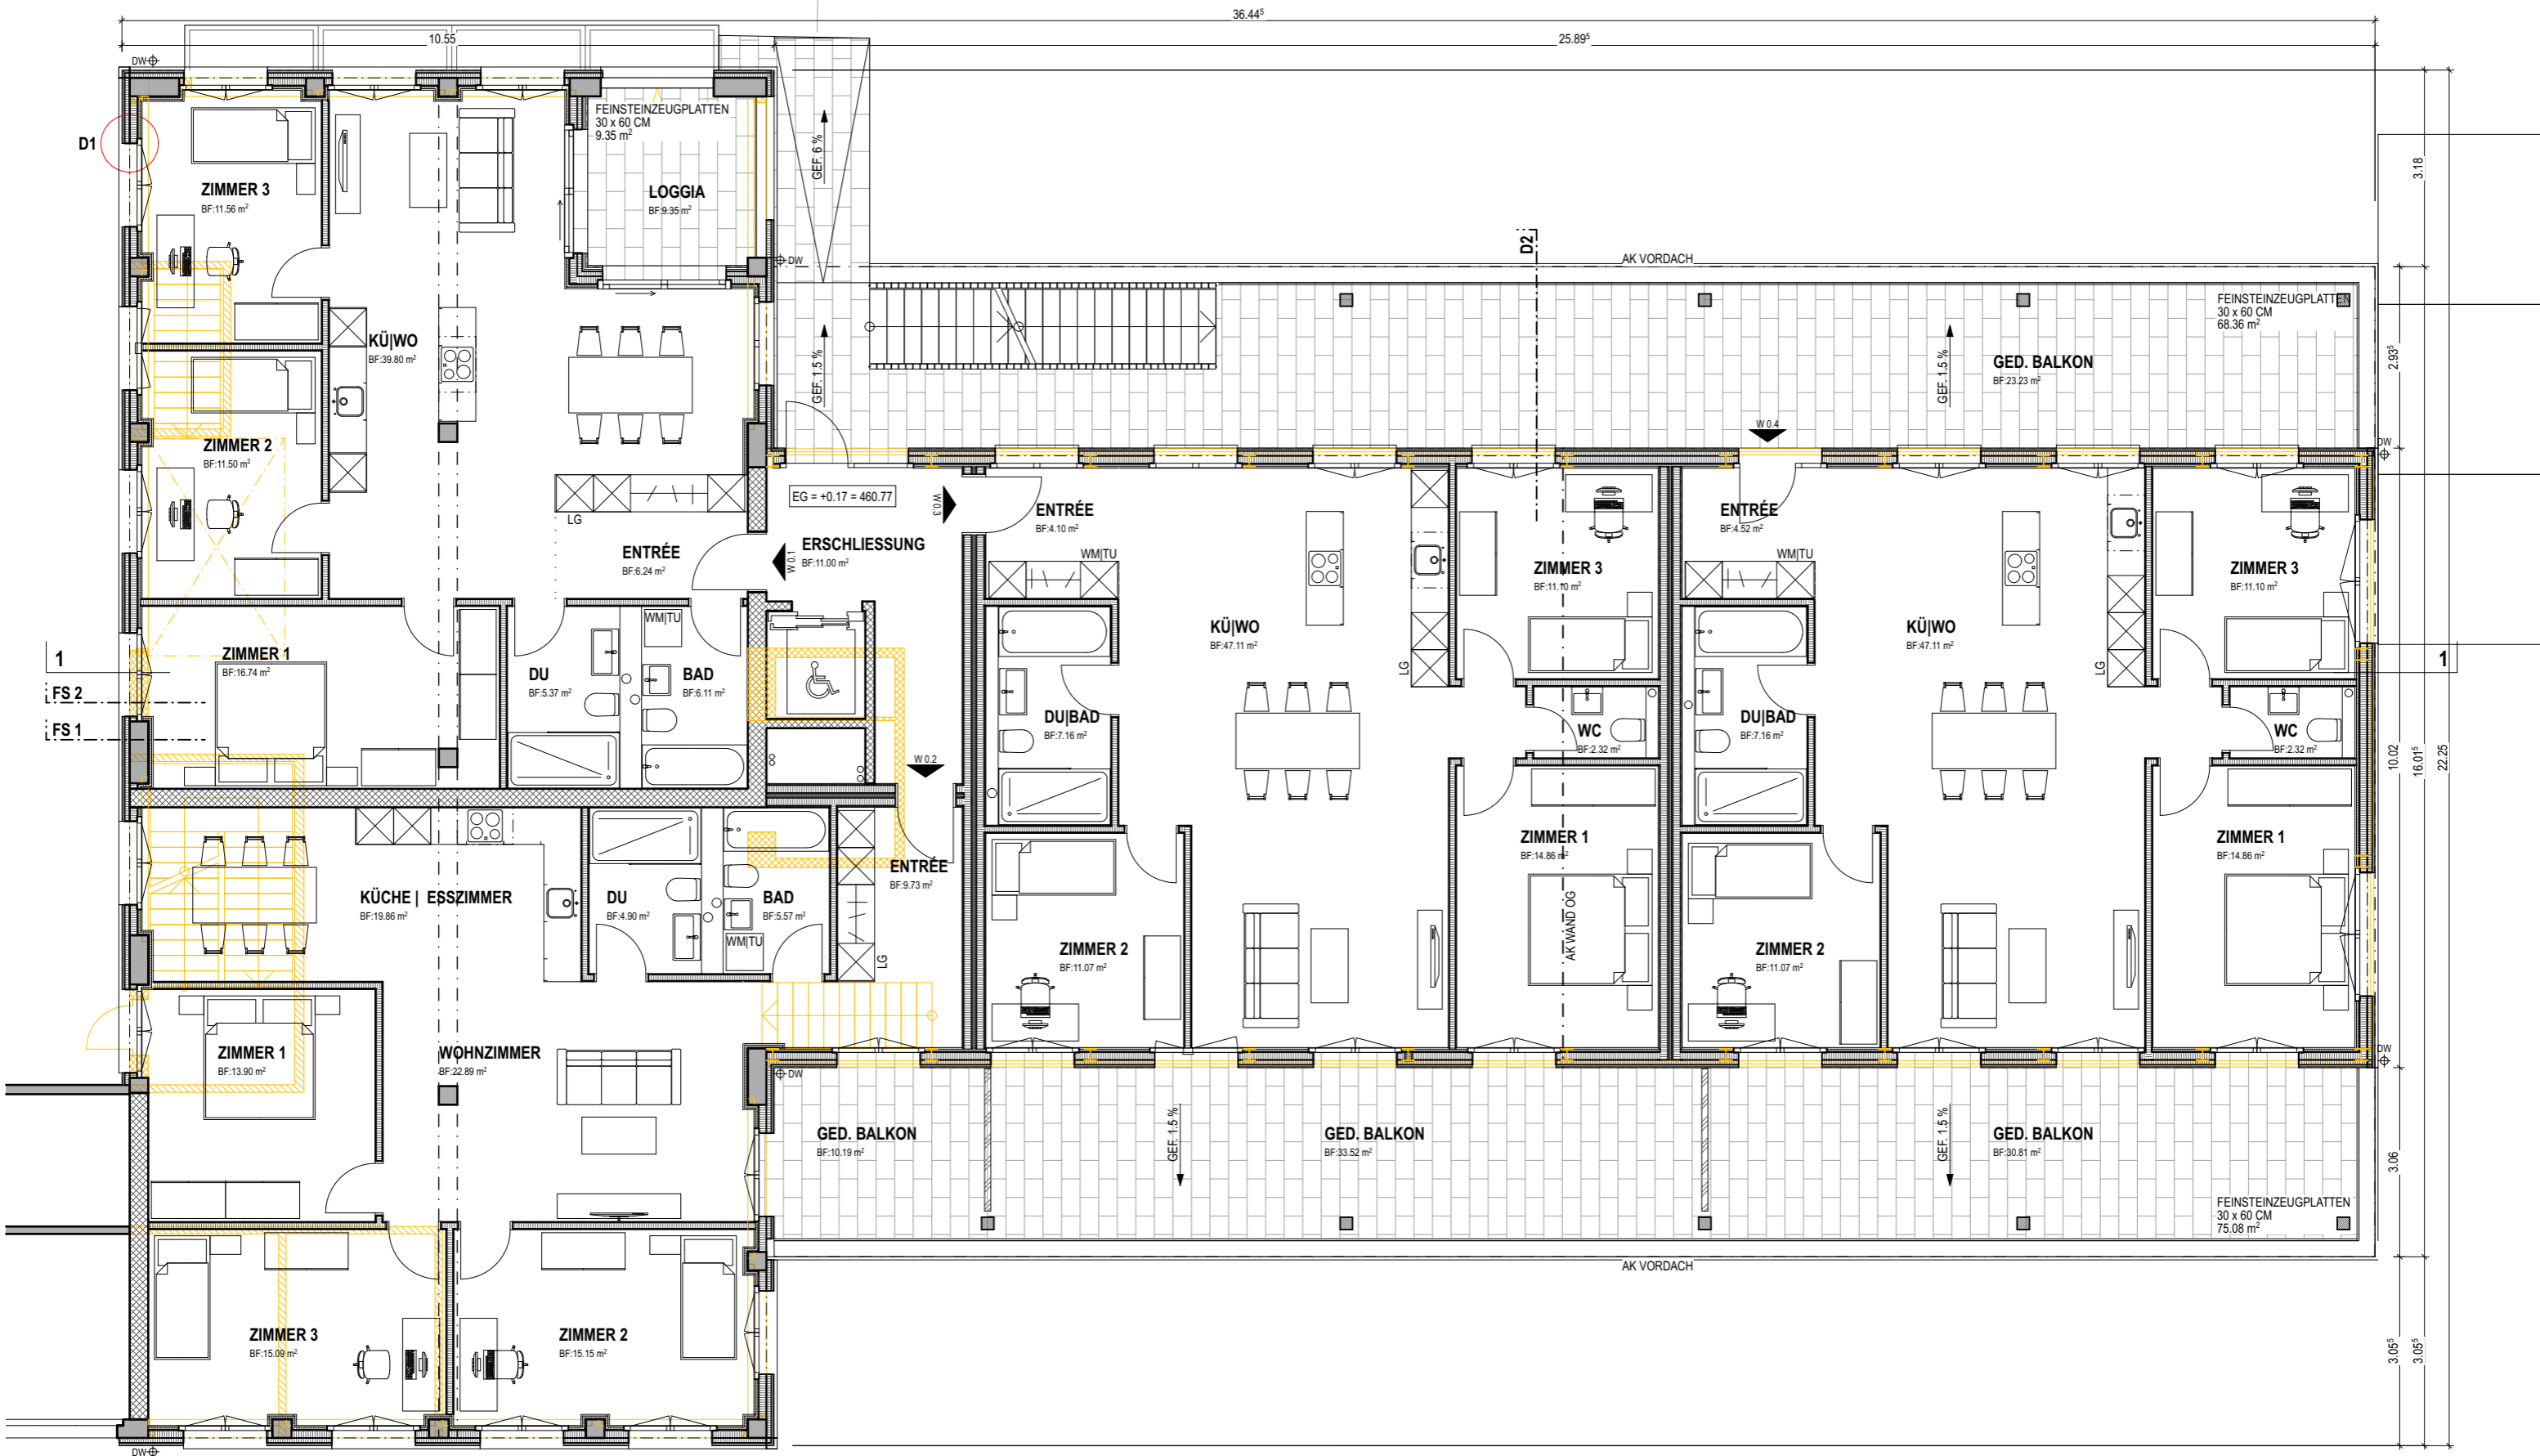 36.44⁵
10.55
25.89⁵
DW
D1
FEINSTEINZEUGPLATTEN
30 x 60 CM
9.35 m²
GEF. 6 %
3.18
ZIMMER 3
BF:11.56 m²
LOGGIA
BF:9.35 m²
D2
DW
AK VORDACH
FEINSTEINZEUGPLATTEN
30 x 60 CM
68.36 m²
KÜ|WO
BF:39.80 m²
GEF. 1.5 %
GEF. 1.5 %
GED. BALKON
BF:23.23 m²
2.93⁵
ZIMMER 2
BF:11.50 m²
W 0.4
DW
EG = +0.17 = 460.77
W 0.3
LG
ENTRÉE
BF:4.10 m²
ENTRÉE
BF:4.52 m²
ENTRÉE
BF:6.24 m²
W 0.1
ERSCHLIESSUNG
BF:11.00 m²
WM|TU
ZIMMER 3
BF:11.10 m²
WM|TU
ZIMMER 3
BF:11.10 m²
WM|TU
KÜ|WO
BF:47.11 m²
KÜ|WO
BF:47.11 m²
1
ZIMMER 1
BF:16.74 m²
DU
BF:5.37 m²
BAD
BF:6.11 m²
LG
LG
1
FS 2
FS 1
DU|BAD
BF:7.16 m²
WC
BF:2.32 m²
DU|BAD
BF:7.16 m²
WC
BF:2.32 m²
W 0.2
10.02
16.01⁵
22.25
ZIMMER 1
BF:14.86 m²
ZIMMER 1
BF:14.86 m²
ENTRÉE
BF:9.73 m²
KÜCHE | ESSZIMMER
BF:19.86 m²
DU
BF:4.90 m²
BAD
BF:5.57 m²
WM|TU
LG
AK WAND OG
ZIMMER 2
BF:11.07 m²
ZIMMER 2
BF:11.07 m²
ZIMMER 1
BF:13.90 m²
WOHNZIMMER
BF:22.89 m²
DW
DW
GED. BALKON
BF:10.19 m²
GEF. 1.5 %
GED. BALKON
BF:33.52 m²
GEF. 1.5 %
GED. BALKON
BF:30.81 m²
3.06
FEINSTEINZEUGPLATTEN
30 x 60 CM
75.08 m²
AK VORDACH
ZIMMER 3
BF:15.09 m²
ZIMMER 2
BF:15.15 m²
3.05⁵
3.05⁵
DW